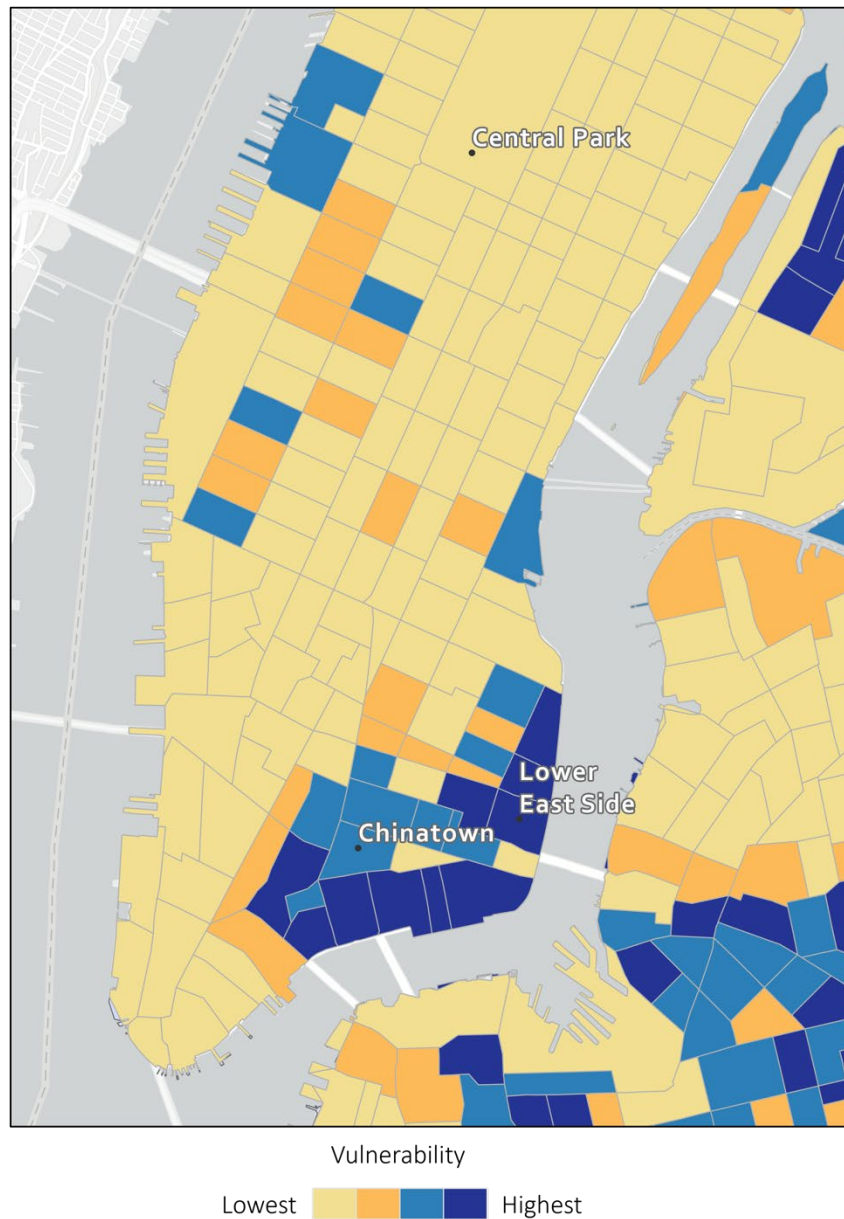 Central Park
Lower
East Side
Chinatown
Vulnerability
Lowest Highest